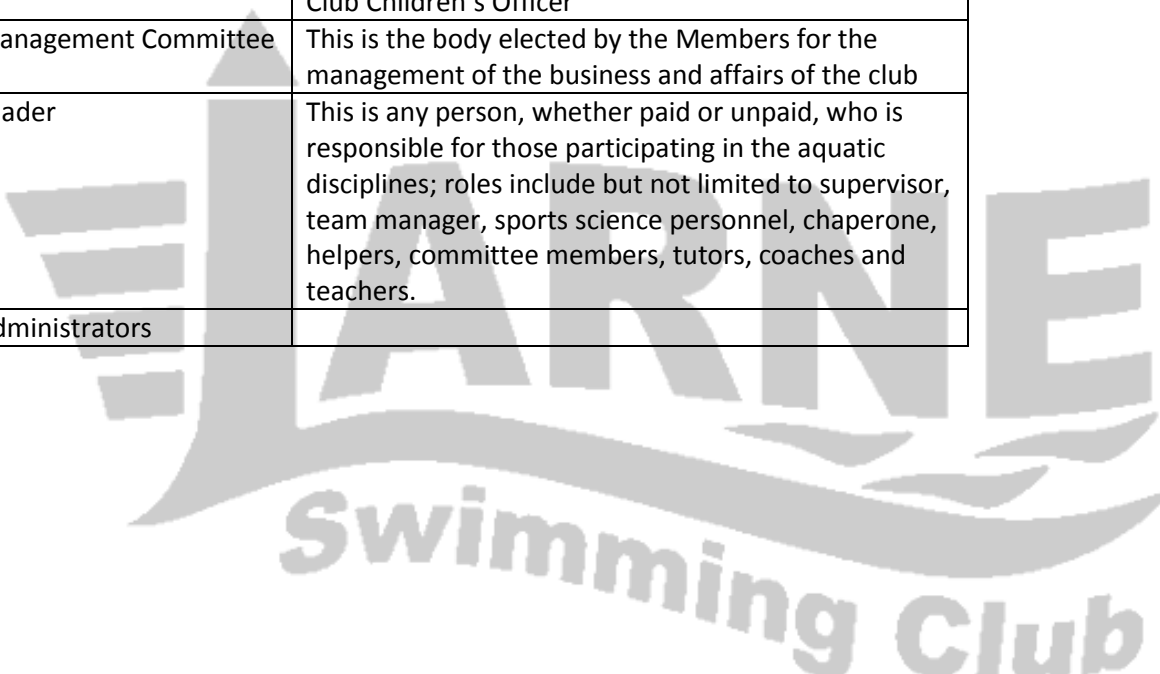 Club Children's Officer
anagement Committee
This is the body elected by the Members for the
management of the business and affairs of the club
ader
This is any person, whether paid or unpaid, who is
responsible for those participating in the aquatic
disciplines; roles include but not limited to supervisor,
team manager, sports science personnel, chaperone,
helpers, committee members, tutors, coaches and
teachers.
dministrators
ARNE
Swimming Club